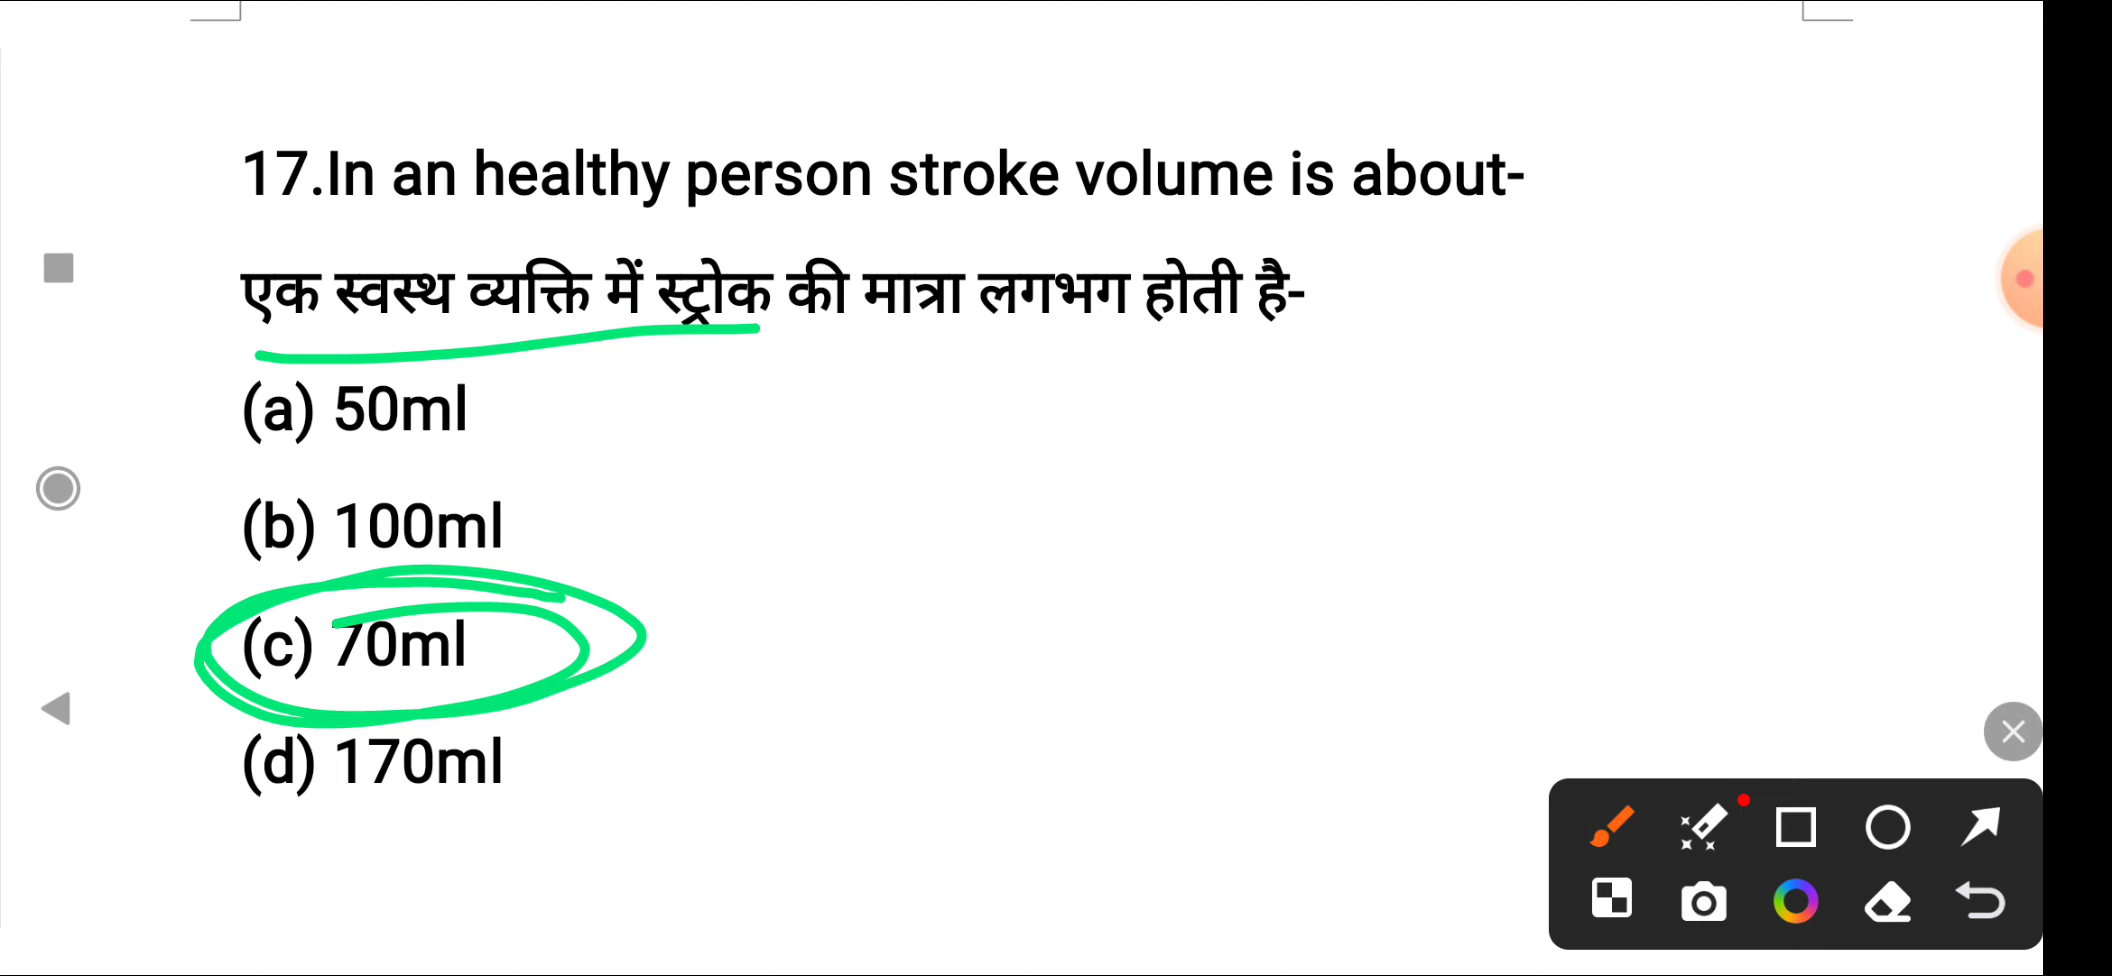 17.In an healthy person stroke volume is about-
एक स्वस्थ व्यक्ति में स्ट्रोक की मात्रा लगभग होती है-
(a) 50ml
(b) 100ml
(c) 70ml
(d) 170ml